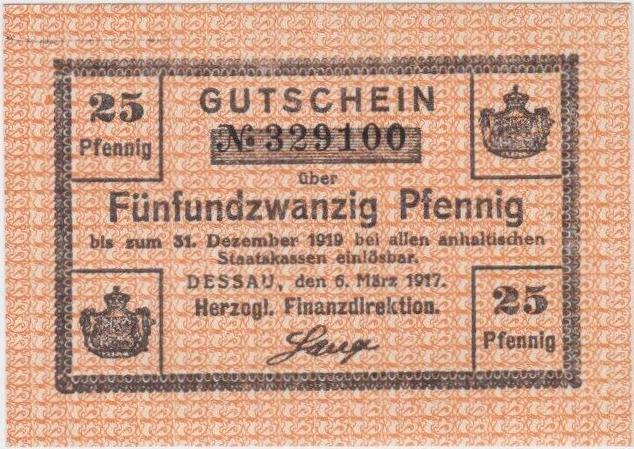 25
Pfennig
GUTSCHEIN
№ 329100
über
Fünfundzwanzig Pfennig
bis zum 31. Dezember 1919 bei allen anhaltischen
Staatskassen einlösbar.
DESSAU, den 6. März 1917.
Herzogl. Finanzdirektion.
25
Pfennig